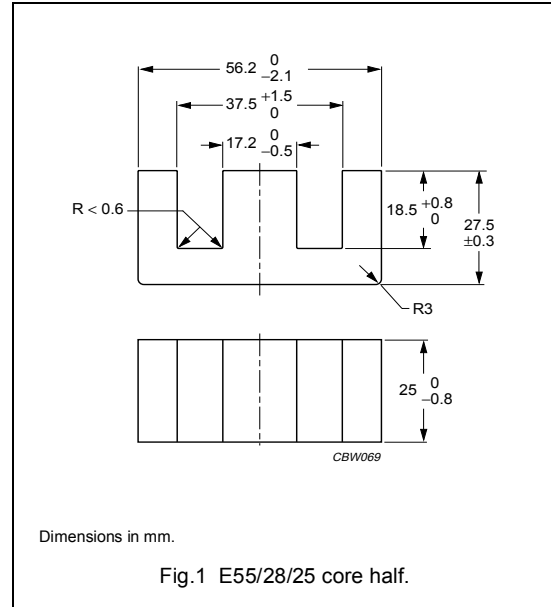 56.2 0 −2.1
37.5 +1.5 0
17.2 0 −0.5
R < 0.6
18.5 +0.8 0
27.5 ±0.3
R3
25 0 −0.8
CBW069
Dimensions in mm.
Fig.1 E55/28/25 core half.